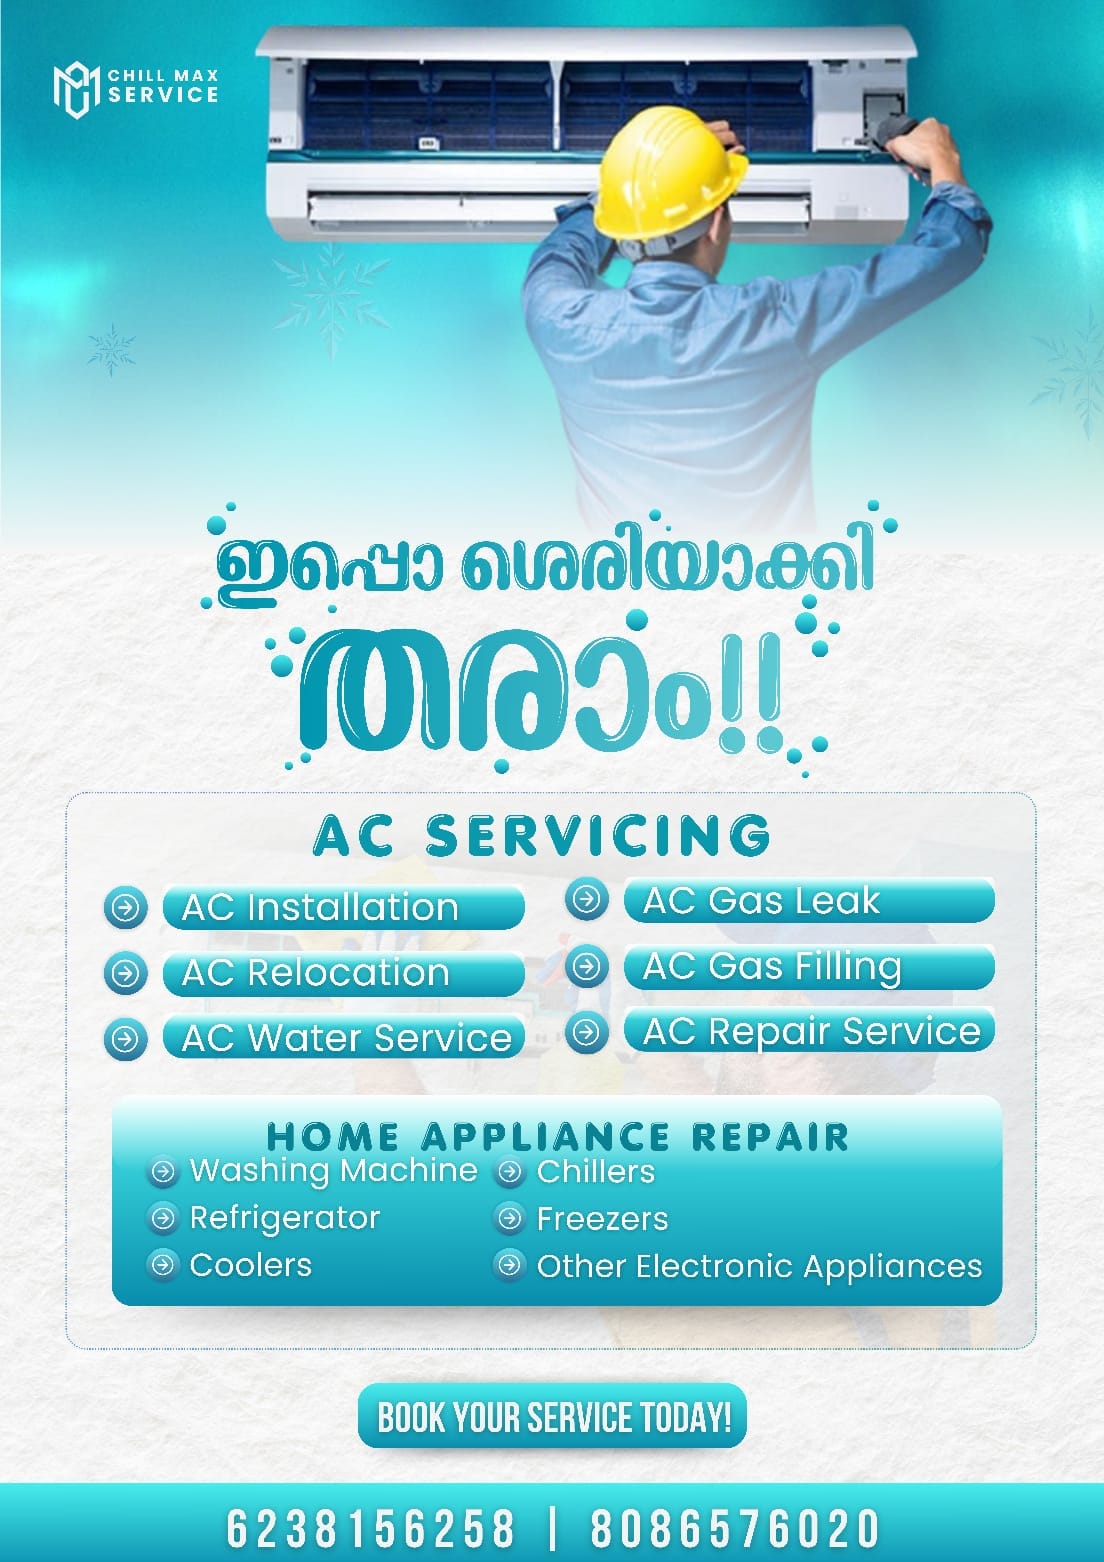 CHILL MAX
SERVICE
ഇപ്പൊ ശെരിയാക്കി
തരാം!!
AC SERVICING
AC Installation
AC Gas Leak
AC Relocation
AC Gas Filling
AC Water Service
AC Repair Service
HOME APPLIANCE REPAIR
Washing Machine
Chillers
Refrigerator
Freezers
Coolers
Other Electronic Appliances
BOOK YOUR SERVICE TODAY!
6238156258 | 8086576020